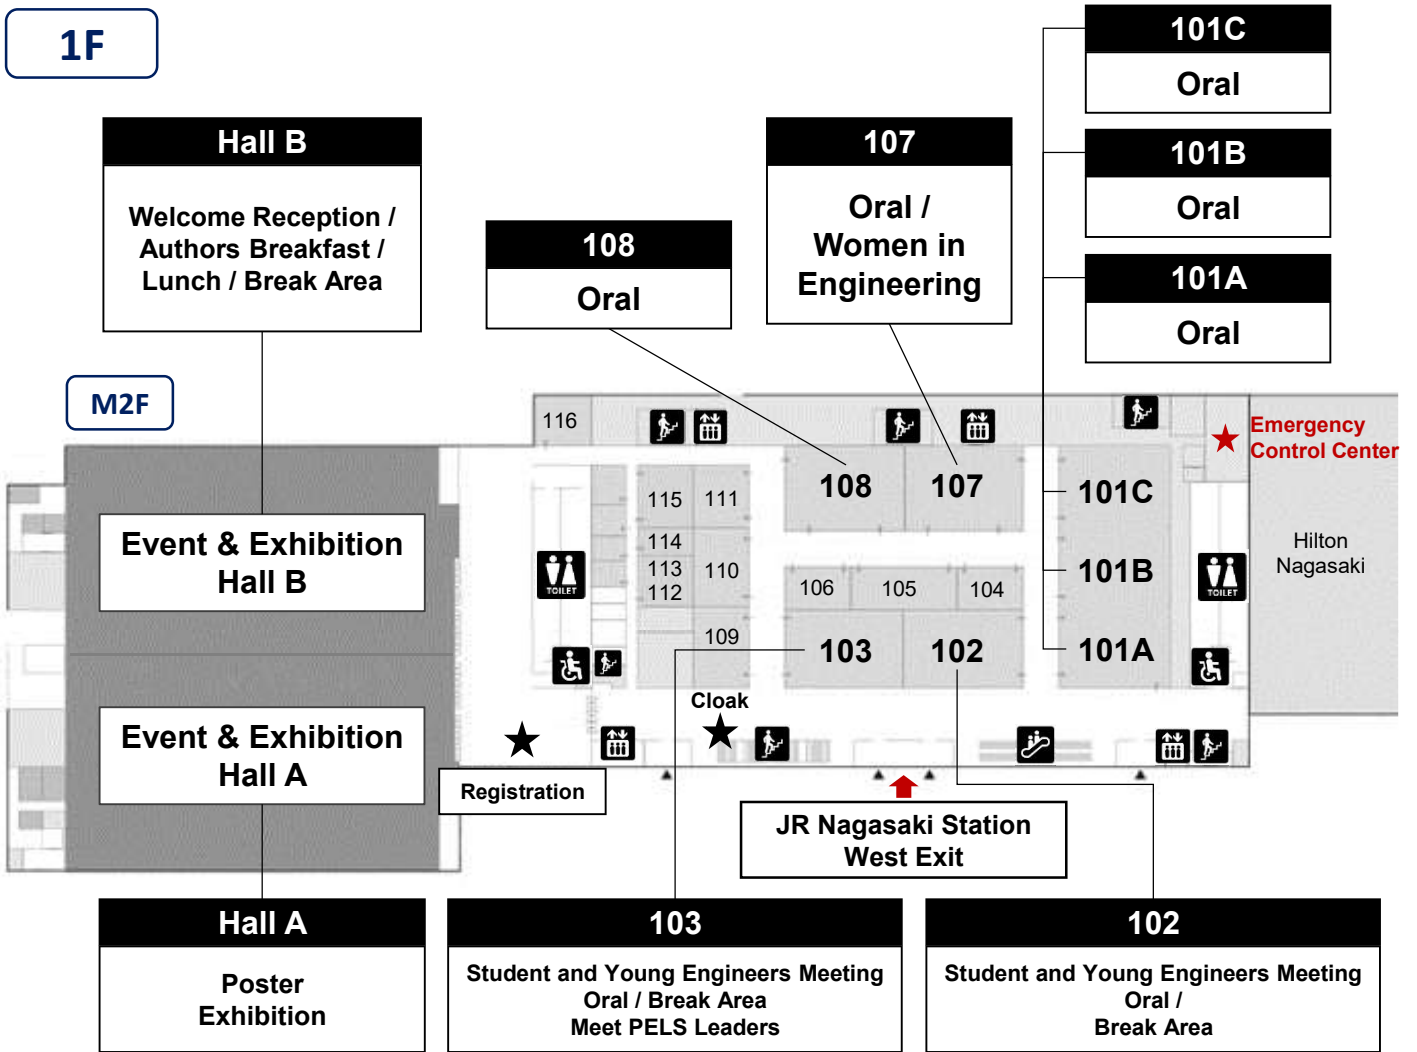 1F
101C
Oral
Hall B
Welcome Reception /
Authors Breakfast /
Lunch / Break Area
107
Oral /
Women in
Engineering
101B
Oral
108
Oral
101A
Oral
M2F
116
Emergency
Control Center
108
107
101C
115
111
114
113
112
110
Event & Exhibition
Hall B
TOILET
106
105
104
101B
TOILET
Hilton
Nagasaki
109
103
102
101A
Cloak
Event & Exhibition
Hall A
Registration
JR Nagasaki Station
West Exit
Hall A
Poster
Exhibition
103
Student and Young Engineers Meeting
Oral / Break Area
Meet PELS Leaders
102
Student and Young Engineers Meeting
Oral /
Break Area